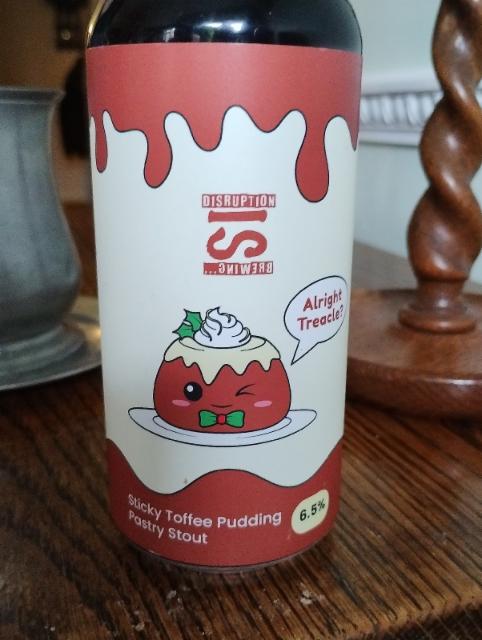 DISRUPTION
IS
BREWING...
Alright
Treacle?
Sticky Toffee Pudding
Pastry Stout
6.5%